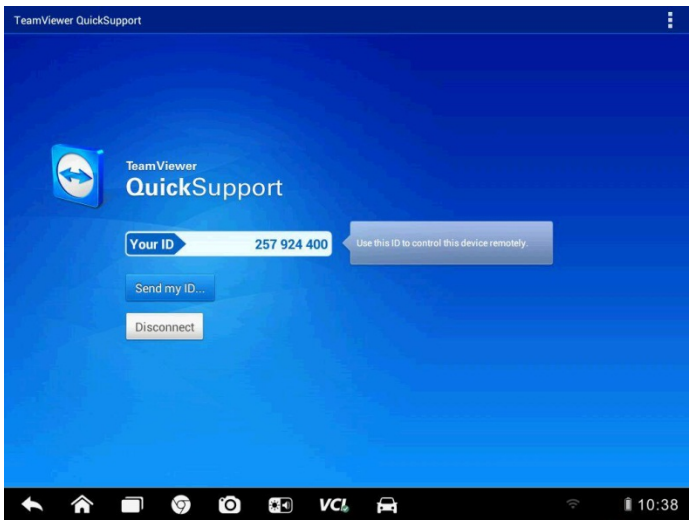 TeamViewer QuickSupport
TeamViewer
QuickSupport
Your ID 257 924 400
Use this ID to control this device remotely.
Send my ID...
Disconnect
VCI
10:38